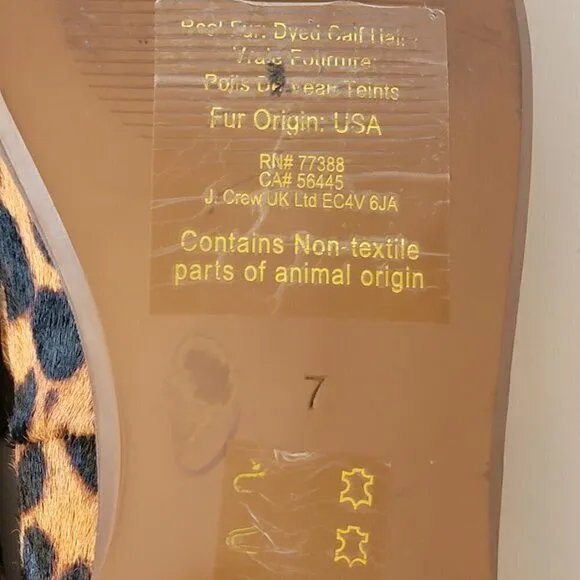 Real Fur: Dyed Calf Hair
Vraie Fourrure:
Poils De Veau Teints
Fur Origin: USA
RN# 77388
CA# 56445
J. Crew UK Ltd EC4V 6JA
Contains Non-textile
parts of animal origin
7